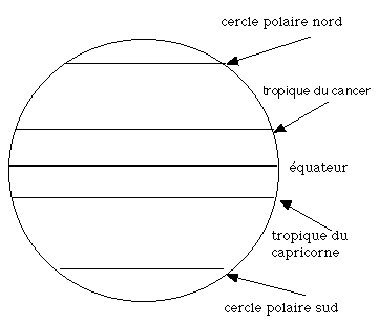 cercle polaire nord
tropique du cancer
équateur
tropique du
capricorne
cercle polaire sud